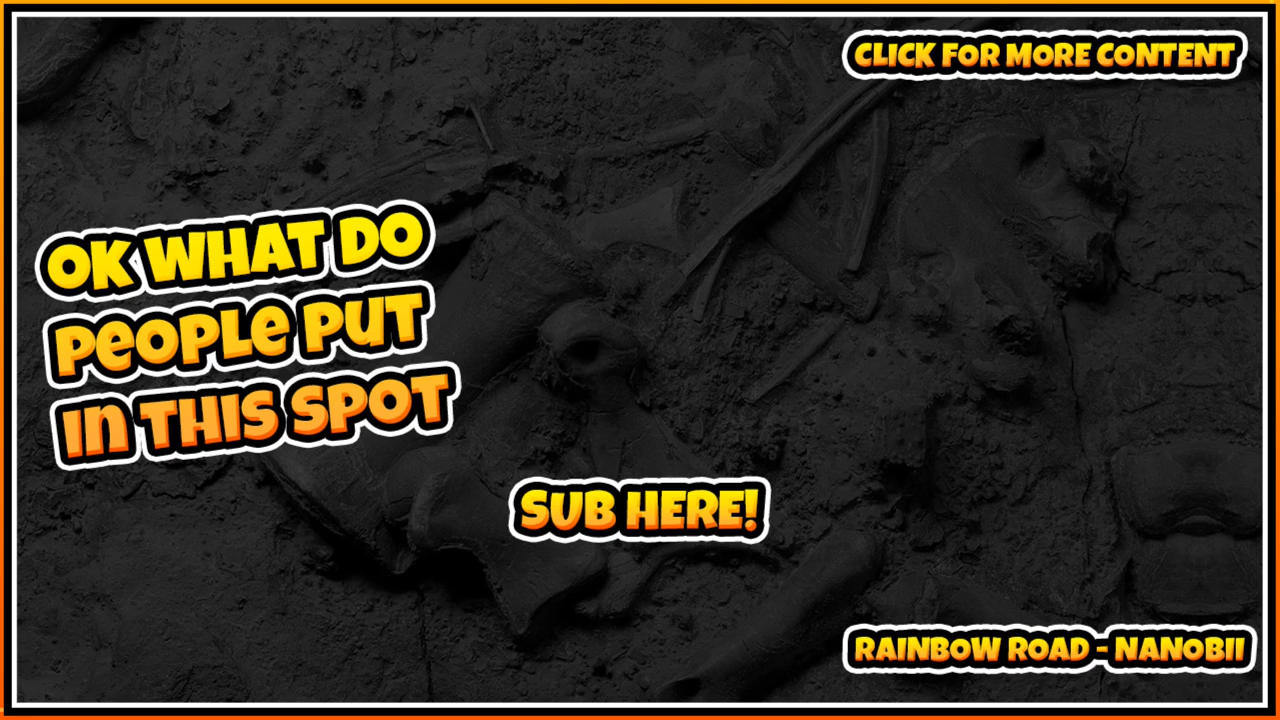 CLICK FOR MORE CONTENT
OK WHAT DO
PEOPLE PUT
IN THIS SPOT
SUB HERE!
RAINBOW ROAD - NANOBII